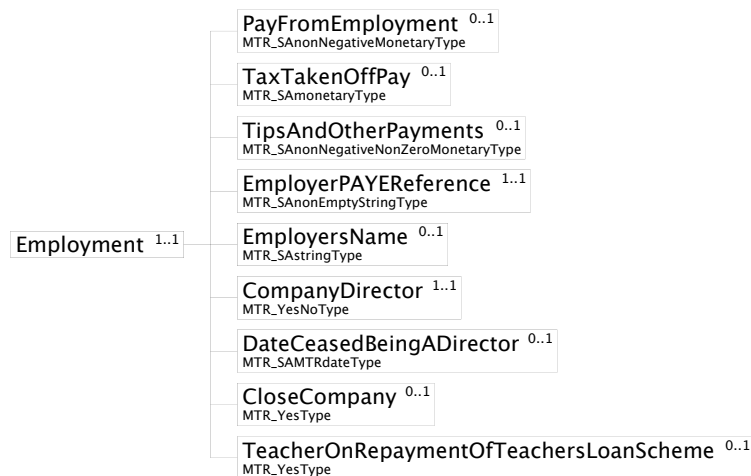 PayFromEmployment 0..1
MTR_SAnonNegativeMonetaryType
TaxTakenOffPay 0..1
MTR_SAmonetaryType
TipsAndOtherPayments 0..1
MTR_SAnonNegativeNonZeroMonetaryType
EmployerPAYEReference 1..1
MTR_SAnonEmptyStringType
Employment 1..1
EmployersName 0..1
MTR_SAstringType
CompanyDirector 1..1
MTR_YesNoType
DateCeasedBeingADirector 0..1
MTR_SAMTRdateType
CloseCompany 0..1
MTR_YesType
TeacherOnRepaymentOfTeachersLoanScheme 0..1
MTR_YesType